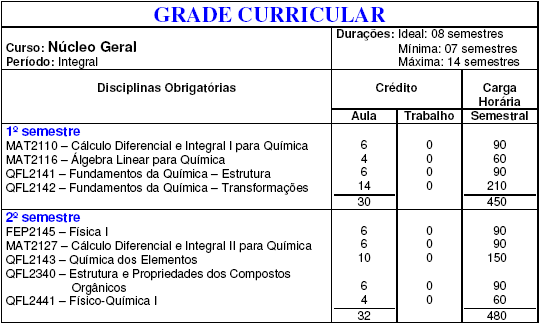 GRADE CURRICULAR
Curso: Núcleo Geral
Período: Integral
Durações: Ideal: 08 semestres
Mínima: 07 semestres
Máxima: 14 semestres
Disciplinas Obrigatórias Crédito Carga Horária
Aula Trabalho Semestral
1º semestre
MAT2110 – Cálculo Diferencial e Integral I para Química 6 0 90
MAT2116 – Álgebra Linear para Química 4 0 60
QFL2141 – Fundamentos da Química – Estrutura 6 0 90
QFL2142 – Fundamentos da Química – Transformações 14 0 210
30 450
2º semestre
FEP2145 – Física I 6 0 90
MAT2127 – Cálculo Diferencial e Integral II para Química 6 0 90
QFL2143 – Química dos Elementos 10 0 150
QFL2340 – Estrutura e Propriedades dos Compostos
Orgânicos 6 0 90
QFL2441 – Físico-Química I 4 0 60
32 480